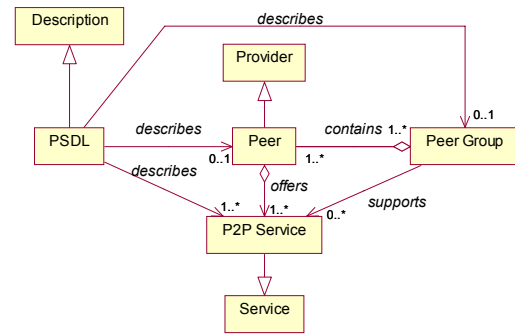 Description
describes
Provider
0..1
PSDL
describes
0..1
Peer
contains
1..*
1..*
Peer Group
describes
offers
supports
1..*
1..*
0..*
P2P Service
Service